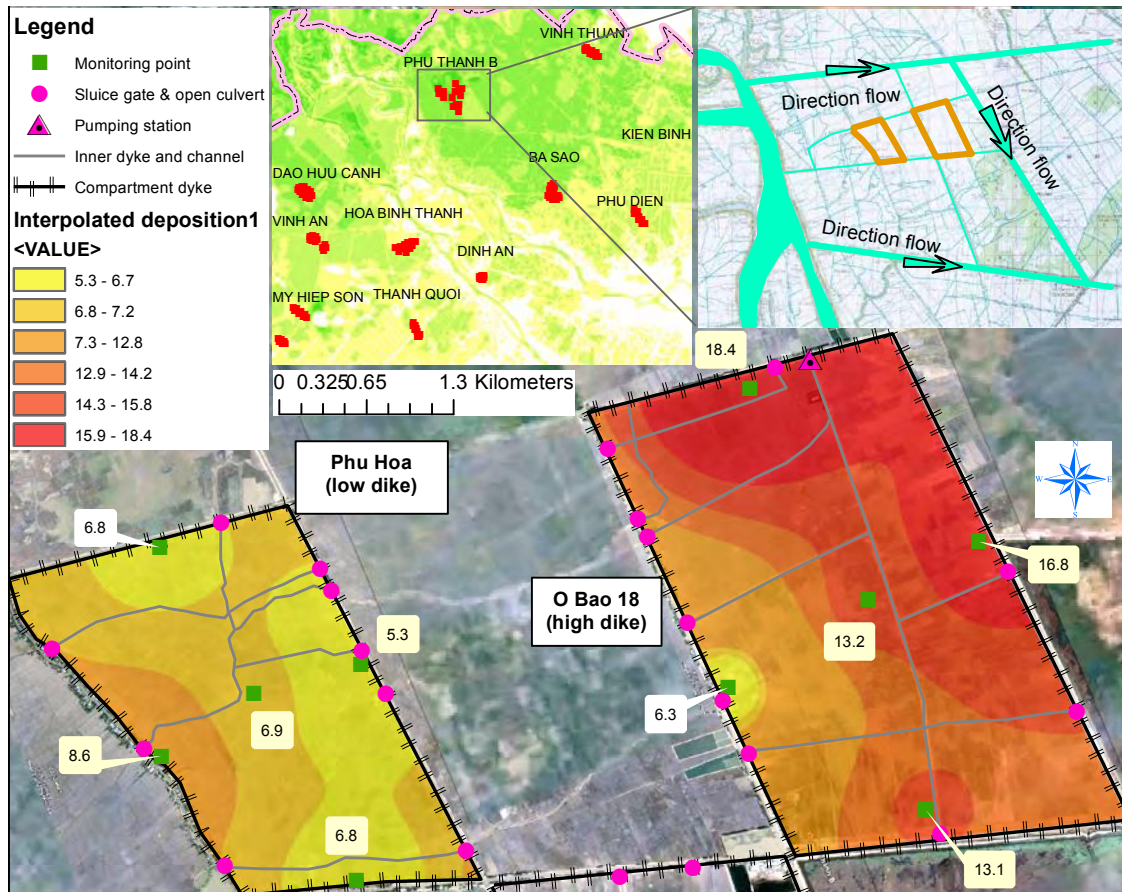 Legend
Monitoring point
Sluice gate & open culvert
Pumping station
Inner dyke and channel
Compartment dyke
Interpolated deposition1
<VALUE>
5.3 - 6.7
6.8 - 7.2
7.3 - 12.8
12.9 - 14.2
14.3 - 15.8
15.9 - 18.4
VINH THUAN
PHU THANH B
KIEN BINH
BA SAO
DAO HUU CANH
PHU DIEN
HOA BINH THANH
VINH AN
DINH AN
MY HIEP SON
THANH QUOI
Direction flow
Direction flow
Direction flow
0 0.325 0.65 1.3 Kilometers
Phu Hoa
(low dike)
O Bao 18
(high dike)
N
W E
S
18.4
6.8
16.8
5.3
13.2
6.3
6.9
8.6
6.8
13.1